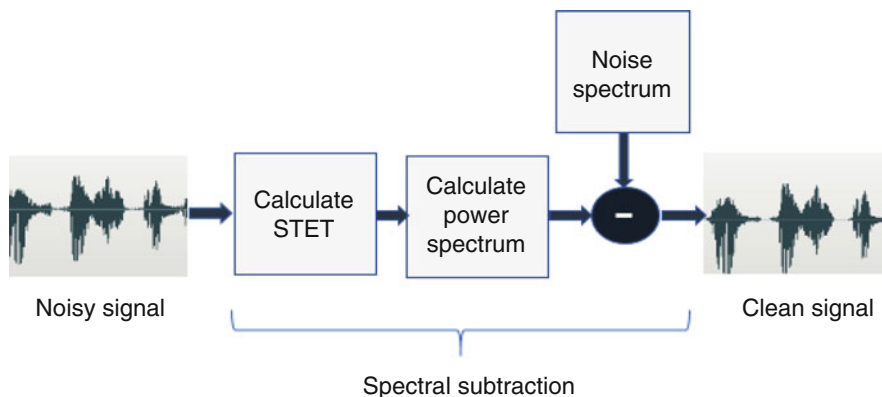 Noise
spectrum
Calculate
STET
Calculate
power
spectrum
-
Noisy signal
Clean signal
Spectral subtraction